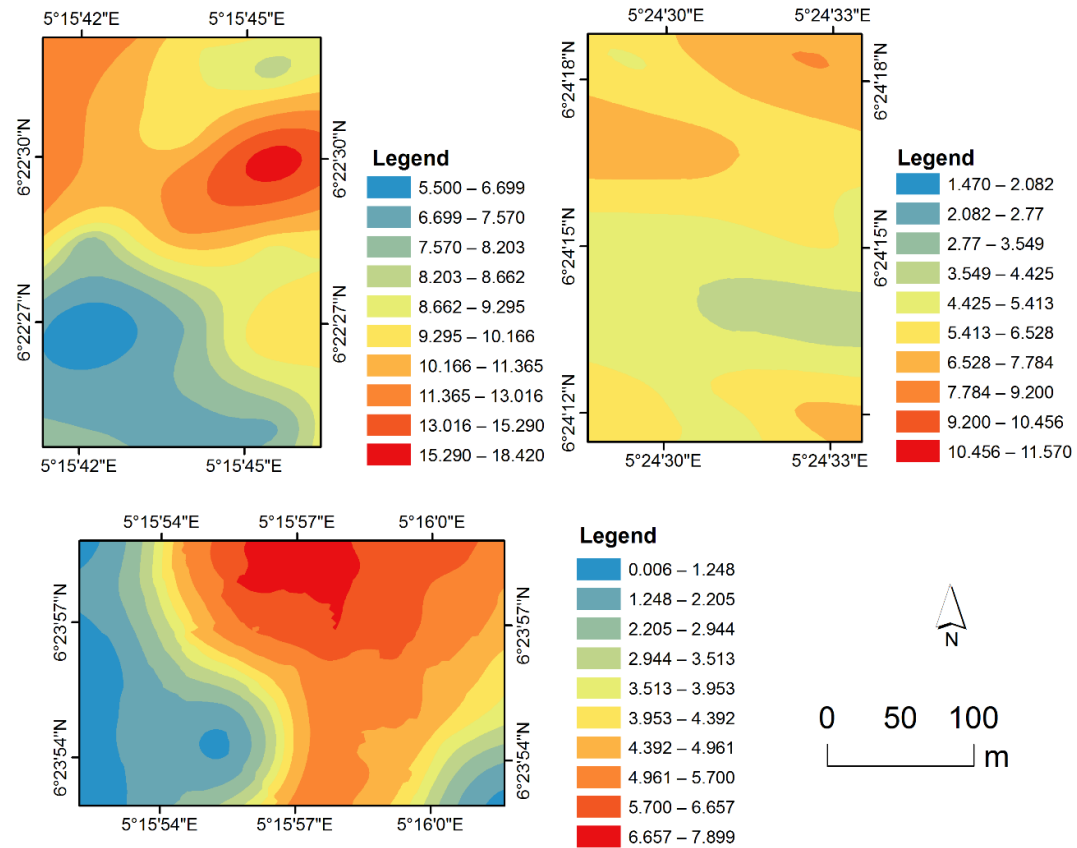 5°15'42"E 5°15'45"E
6°22'30"N 6°22'30"N
6°22'27"N 6°22'27"N
5°15'42"E 5°15'45"E
Legend
5.500 – 6.699
6.699 – 7.570
7.570 – 8.203
8.203 – 8.662
8.662 – 9.295
9.295 – 10.166
10.166 – 11.365
11.365 – 13.016
13.016 – 15.290
15.290 – 18.420
5°24'30"E 5°24'33"E
6°24'18"N 6°24'18"N
6°24'15"N 6°24'15"N
6°24'12"N
5°24'30"E 5°24'33"E
Legend
1.470 – 2.082
2.082 – 2.77
2.77 – 3.549
3.549 – 4.425
4.425 – 5.413
5.413 – 6.528
6.528 – 7.784
7.784 – 9.200
9.200 – 10.456
10.456 – 11.570
5°15'54"E 5°15'57"E 5°16'0"E
6°23'57"N 6°23'57"N
6°23'54"N 6°23'54"N
5°15'54"E 5°15'57"E 5°16'0"E
Legend
0.006 – 1.248
1.248 – 2.205
2.205 – 2.944
2.944 – 3.513
3.513 – 3.953
3.953 – 4.392
4.392 – 4.961
4.961 – 5.700
5.700 – 6.657
6.657 – 7.899
N
0 50 100
m